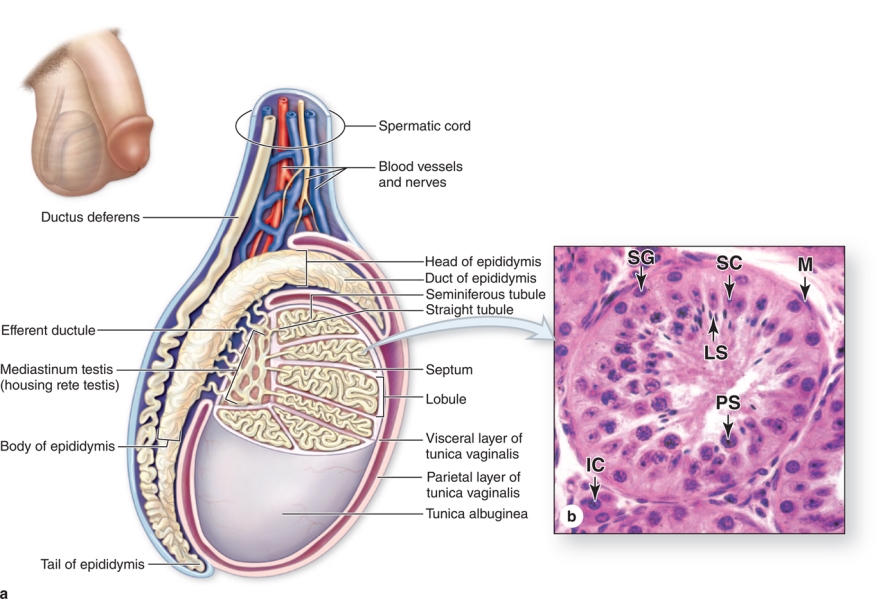 Spermatic cord
Blood vessels
and nerves
Ductus deferens
Head of epididymis
Duct of epididymis
Seminiferous tubule
Straight tubule
Efferent ductule
Mediastinum testis
(housing rete testis)
Septum
Lobule
Body of epididymis
Visceral layer of
tunica vaginalis
Parietal layer of
tunica vaginalis
Tunica albuginea
Tail of epididymis
a
SG
SC
M
LS
PS
IC
b